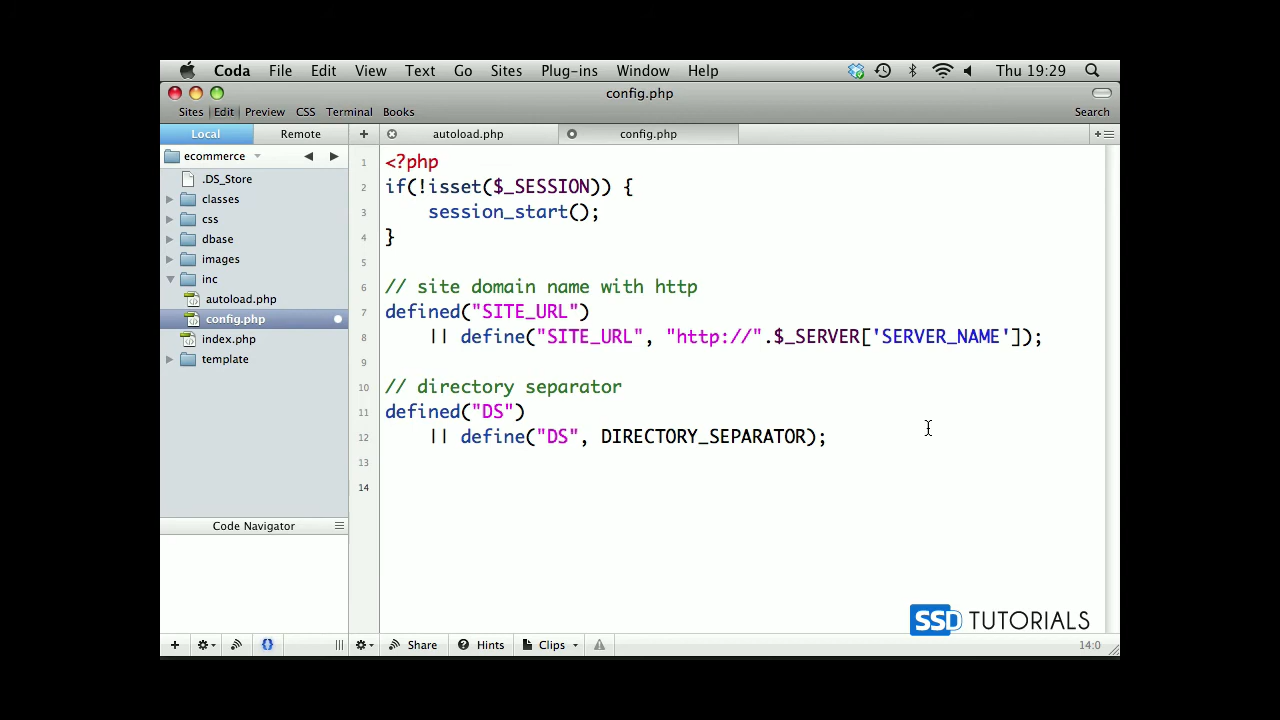 Coda File Edit View Text Go Sites Plug-ins Window Help Thu 19:29
config.php
Sites Edit Preview CSS Terminal Books Search
Local Remote + autoload.php config.php
ecommerce
.DS_Store
classes
css
dbase
images
inc
autoload.php
config.php
index.php
template
Code Navigator
1 <?php
2 if(!isset($_SESSION)) {
3 session_start();
4 }
5
6 // site domain name with http
7 defined("SITE_URL")
8 || define("SITE_URL", "http://".$_SERVER['SERVER_NAME']);
9
10 // directory separator
11 defined("DS")
12 || define("DS", DIRECTORY_SEPARATOR);
13
14
SSD TUTORIALS
+ Share Hints Clips 14:0